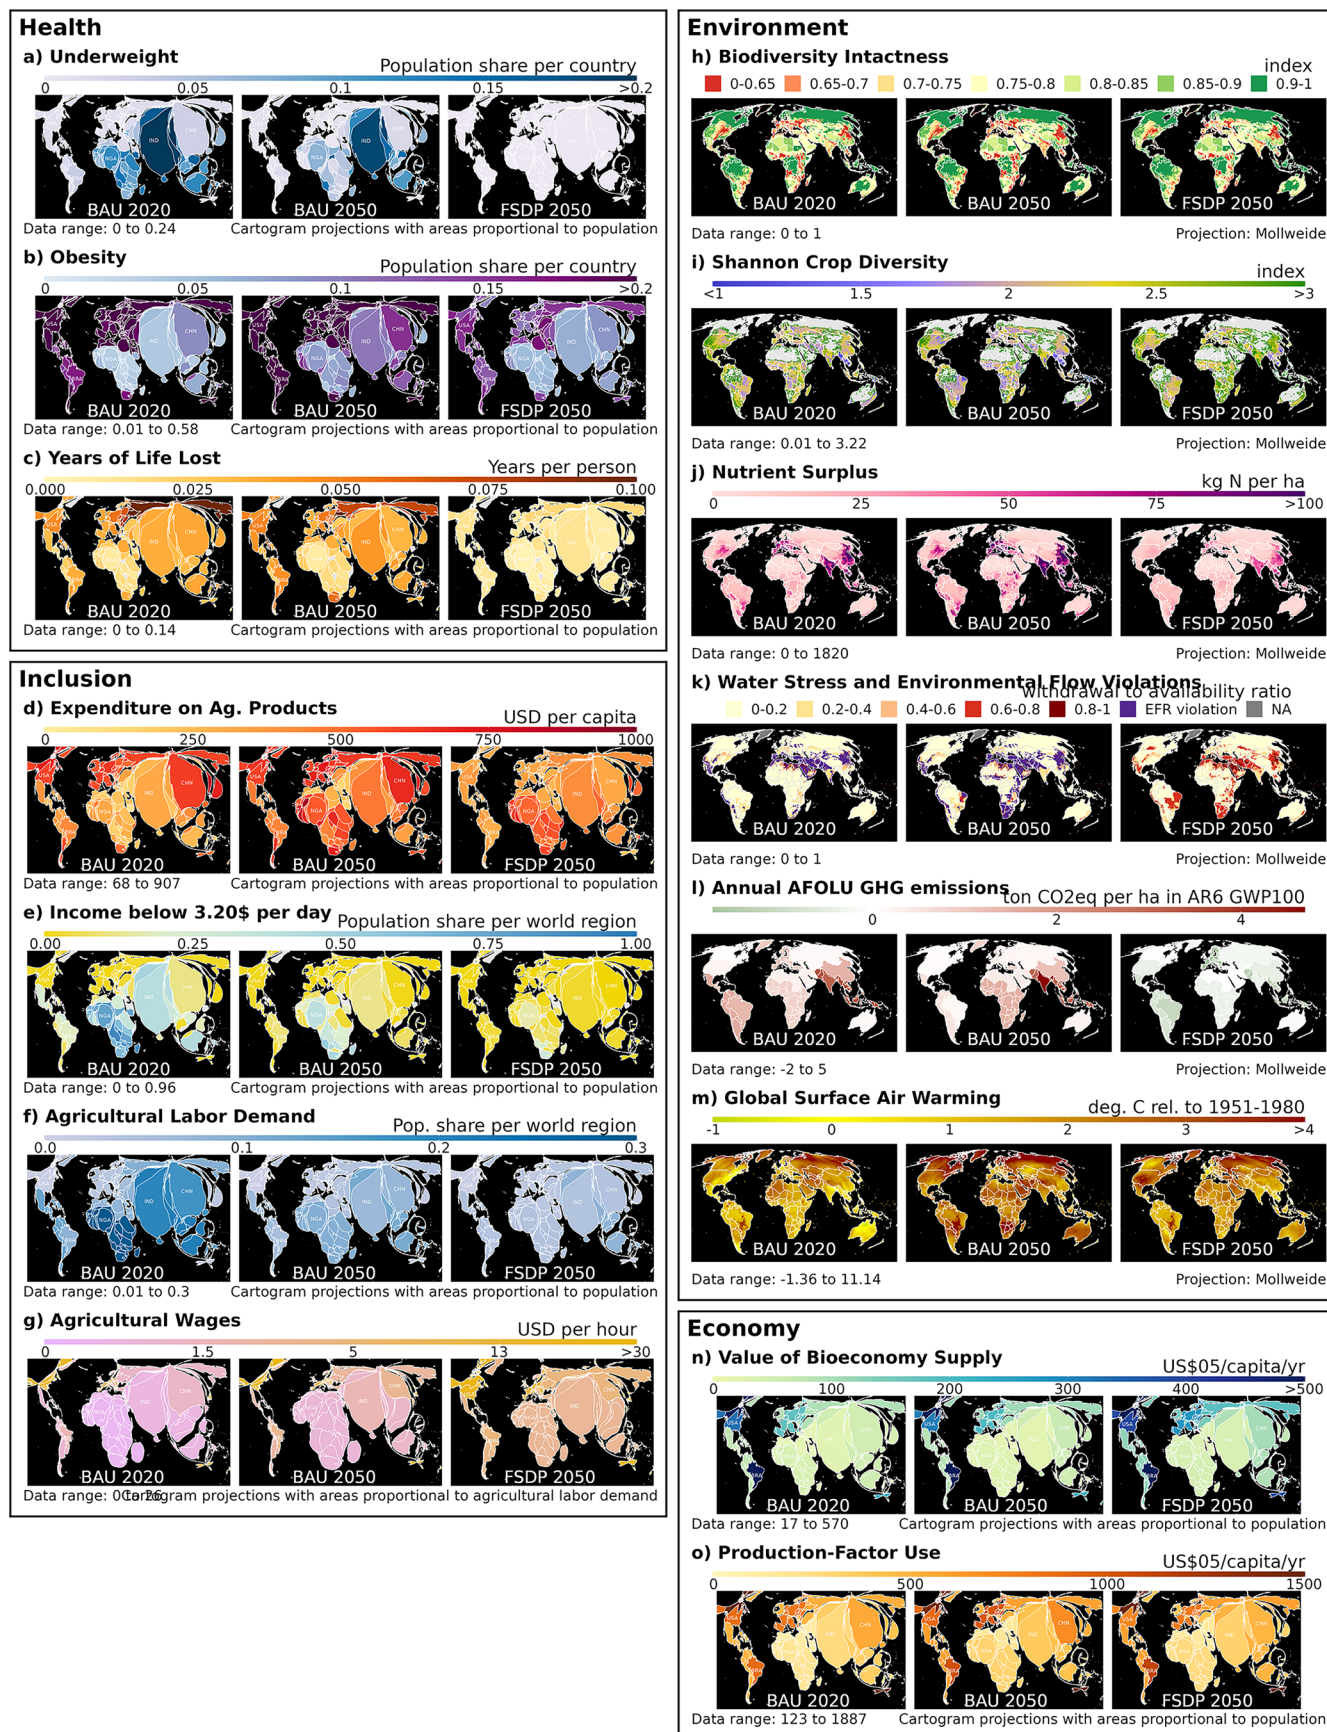 Health
a) Underweight
Population share per country
0 0.05 0.1 0.15 >0.2
IND CHN NGA
BAU 2020 BAU 2050 FSDP 2050
Data range: 0 to 0.24 Cartogram projections with areas proportional to population
b) Obesity
Population share per country
0 0.05 0.1 0.15 >0.2
USA CHN IND NGA BRA
BAU 2020 BAU 2050 FSDP 2050
Data range: 0.01 to 0.58 Cartogram projections with areas proportional to population
c) Years of Life Lost
Years per person
0.000 0.025 0.050 0.075 0.100
BAU 2020 BAU 2050 FSDP 2050
Data range: 0 to 0.14 Cartogram projections with areas proportional to population
Inclusion
d) Expenditure on Ag. Products
USD per capita
0 250 500 750 1000
USA CHN IND NGA BRA
BAU 2020 BAU 2050 FSDP 2050
Data range: 68 to 907 Cartogram projections with areas proportional to population
e) Income below 3.20$ per day
Population share per world region
0.00 0.25 0.50 0.75 1.00
BAU 2020 BAU 2050 FSDP 2050
Data range: 0 to 0.96 Cartogram projections with areas proportional to population
f) Agricultural Labor Demand
Pop. share per world region
0.0 0.1 0.2 0.3
IND CHN NGA
BAU 2020 BAU 2050 FSDP 2050
Data range: 0.01 to 0.3 Cartogram projections with areas proportional to population
g) Agricultural Wages
USD per hour
0 1.5 5 13 >30
CHN IND
BAU 2020 BAU 2050 FSDP 2050
Data range: 0 to 26 Cartogram projections with areas proportional to agricultural labor demand
Environment
h) Biodiversity Intactness
index
0-0.65 0.65-0.7 0.7-0.75 0.75-0.8 0.8-0.85 0.85-0.9 0.9-1
BAU 2020 BAU 2050 FSDP 2050
Data range: 0 to 1 Projection: Mollweide
i) Shannon Crop Diversity
index
<1 1.5 2 2.5 >3
BAU 2020 BAU 2050 FSDP 2050
Data range: 0.01 to 3.22 Projection: Mollweide
j) Nutrient Surplus
kg N per ha
0 25 50 75 >100
BAU 2020 BAU 2050 FSDP 2050
Data range: 0 to 1820 Projection: Mollweide
k) Water Stress and Environmental Flow Violations
withdrawal to availability ratio
0-0.2 0.2-0.4 0.4-0.6 0.6-0.8 0.8-1 EFR violation NA
BAU 2020 BAU 2050 FSDP 2050
Data range: 0 to 1 Projection: Mollweide
l) Annual AFOLU GHG emissions
ton CO2eq per ha in AR6 GWP100
0 2 4
BAU 2020 BAU 2050 FSDP 2050
Data range: -2 to 5 Projection: Mollweide
m) Global Surface Air Warming
deg. C rel. to 1951-1980
-1 0 1 2 3 >4
BAU 2020 BAU 2050 FSDP 2050
Data range: -1.36 to 11.14 Projection: Mollweide
Economy
n) Value of Bioeconomy Supply
US$05/capita/yr
0 100 200 300 400 >500
BAU 2020 BAU 2050 FSDP 2050
Data range: 17 to 570 Cartogram projections with areas proportional to population
o) Production-Factor Use
US$05/capita/yr
0 500 1000 1500
BAU 2020 BAU 2050 FSDP 2050
Data range: 123 to 1887 Cartogram projections with areas proportional to population